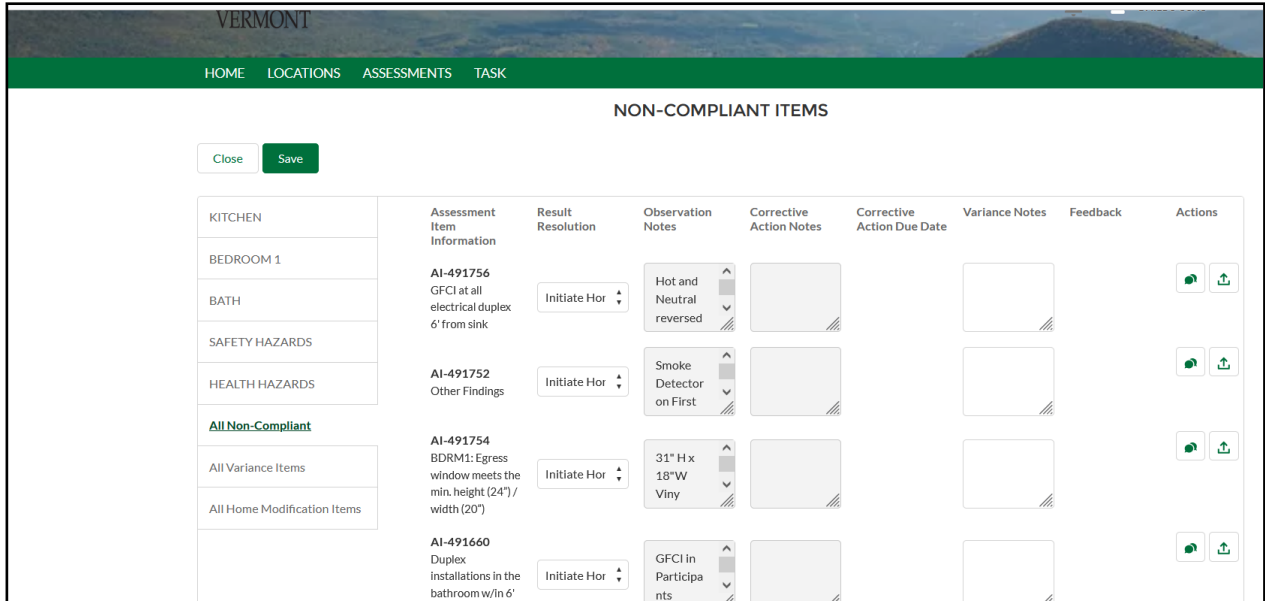 VERMONT
HOME LOCATIONS ASSESSMENTS TASK
NON-COMPLIANT ITEMS
Close Save
KITCHEN
BEDROOM 1
BATH
SAFETY HAZARDS
HEALTH HAZARDS
All Non-Compliant
All Variance Items
All Home Modification Items
Assessment
Item
Information
Result
Resolution
Observation
Notes
Corrective
Action Notes
Corrective
Action Due Date
Variance Notes
Feedback
Actions
AI-491756
GFCI at all
electrical duplex
6' from sink
Initiate Hor
Hot and
Neutral
reversed
AI-491752
Other Findings
Initiate Hor
Smoke
Detector
on First
AI-491754
BDRM1: Egress
window meets the
min. height (24”) /
width (20”)
Initiate Hor
31" H x
18"W
Viny
AI-491660
Duplex
installations in the
bathroom w/in 6'
Initiate Hor
GFCI in
Participa
nts